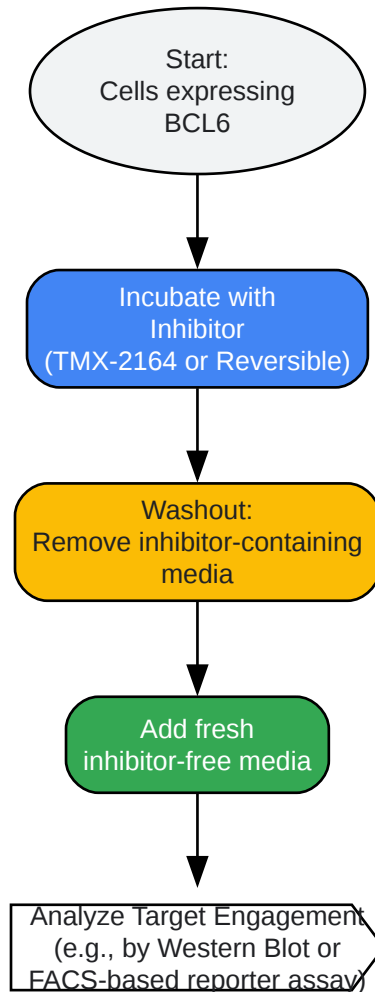 Start:
Cells expressing
BCL6
Incubate with
Inhibitor
(TMX-2164 or Reversible)
Washout:
Remove inhibitor-containing
media
Add fresh
inhibitor-free media
Analyze Target Engagement
(e.g., by Western Blot or
FACS-based reporter assay)